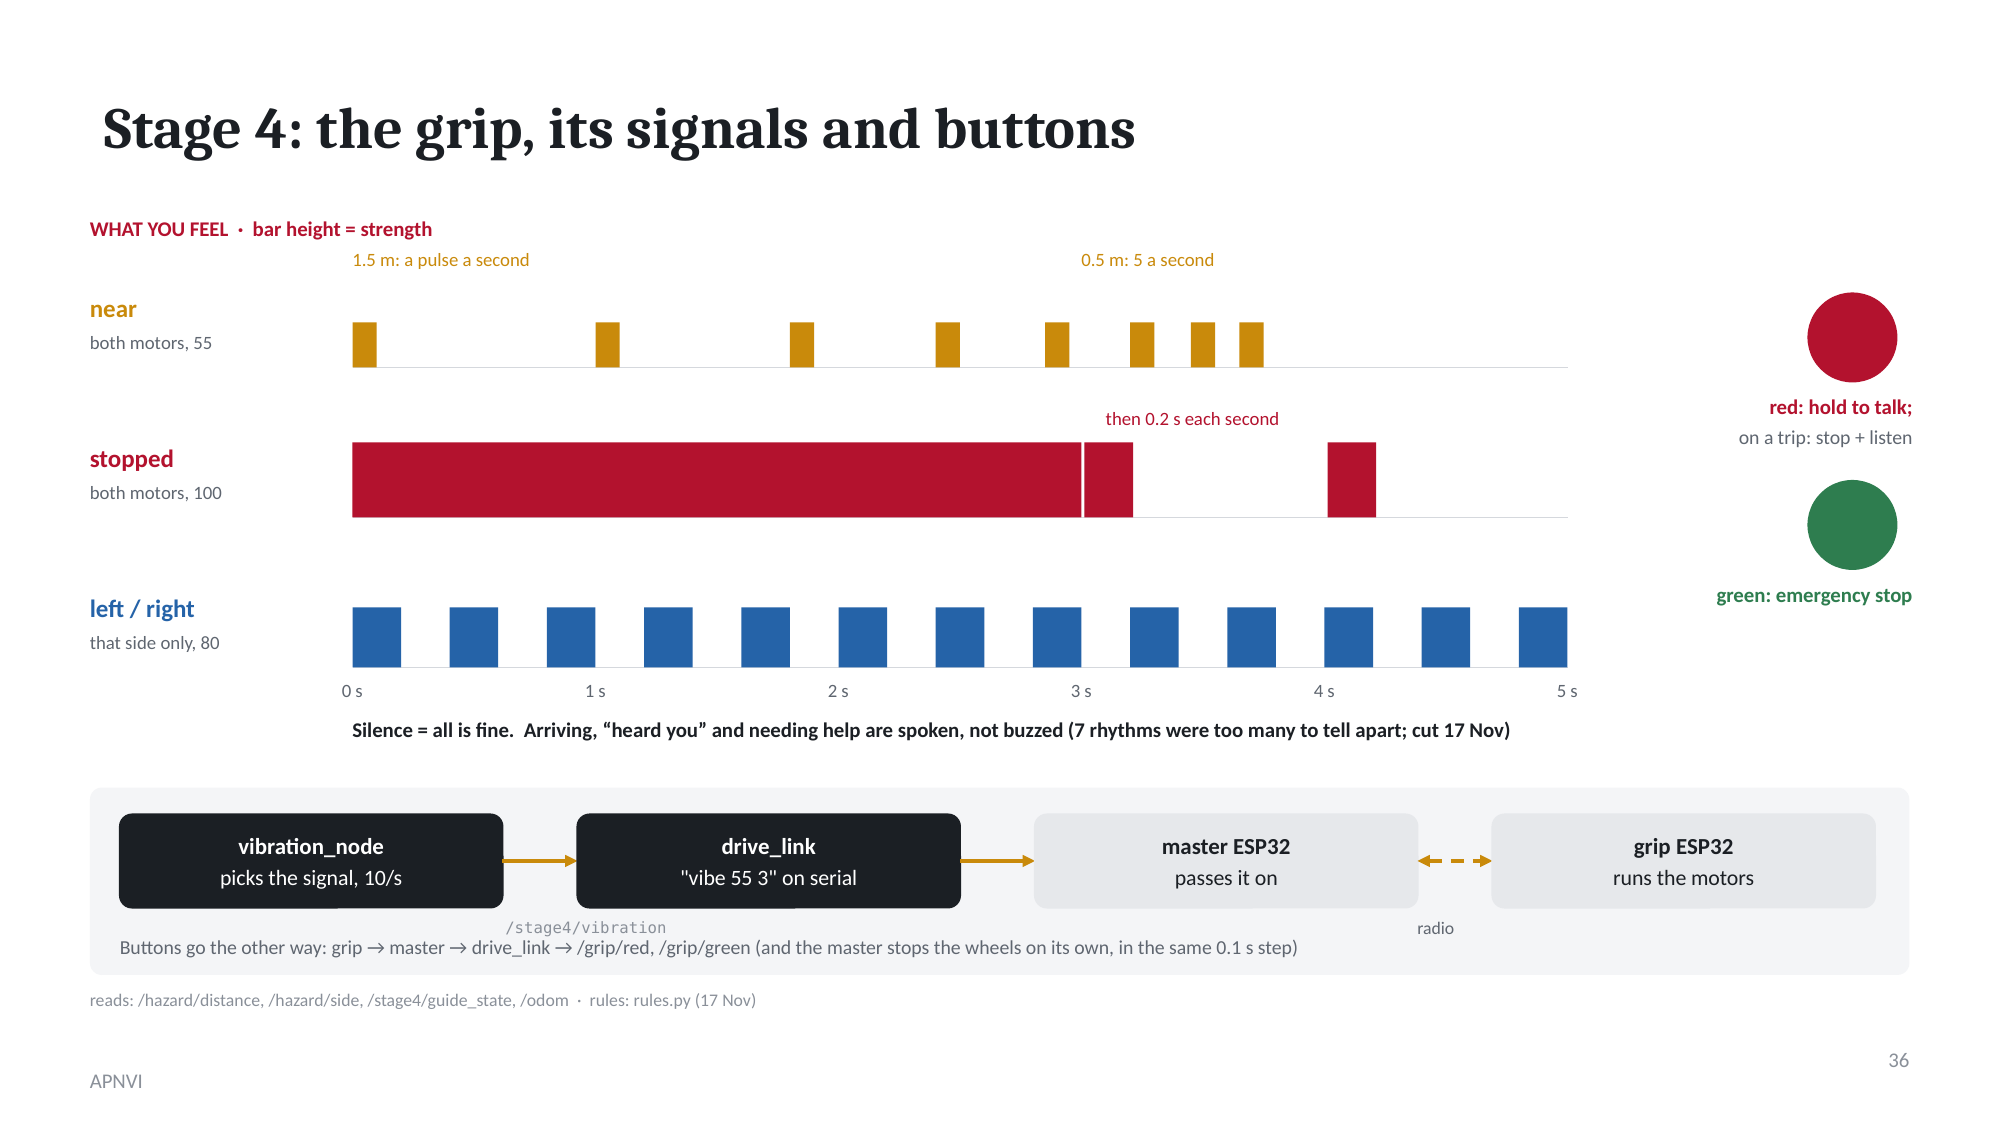 Stage 4: the grip, its signals and buttons
WHAT YOU FEEL · bar height = strength
1.5 m: a pulse a second
0.5 m: 5 a second
near
both motors, 55
then 0.2 s each second
stopped
both motors, 100
left / right
that side only, 80
0 s
1 s
2 s
3 s
4 s
5 s
Silence = all is fine.  Arriving, “heard you” and needing help are spoken, not buzzed (7 rhythms were too many to tell apart; cut 17 Nov)
red: hold to talk;
on a trip: stop + listen
green: emergency stop
vibration_node
picks the signal, 10/s
drive_link
"vibe 55 3" on serial
master ESP32
passes it on
grip ESP32
runs the motors
/stage4/vibration
radio
Buttons go the other way: grip → master → drive_link → /grip/red, /grip/green (and the master stops the wheels on its own, in the same 0.1 s step)
reads: /hazard/distance, /hazard/side, /stage4/guide_state, /odom · rules: rules.py (17 Nov)
36
APNVI